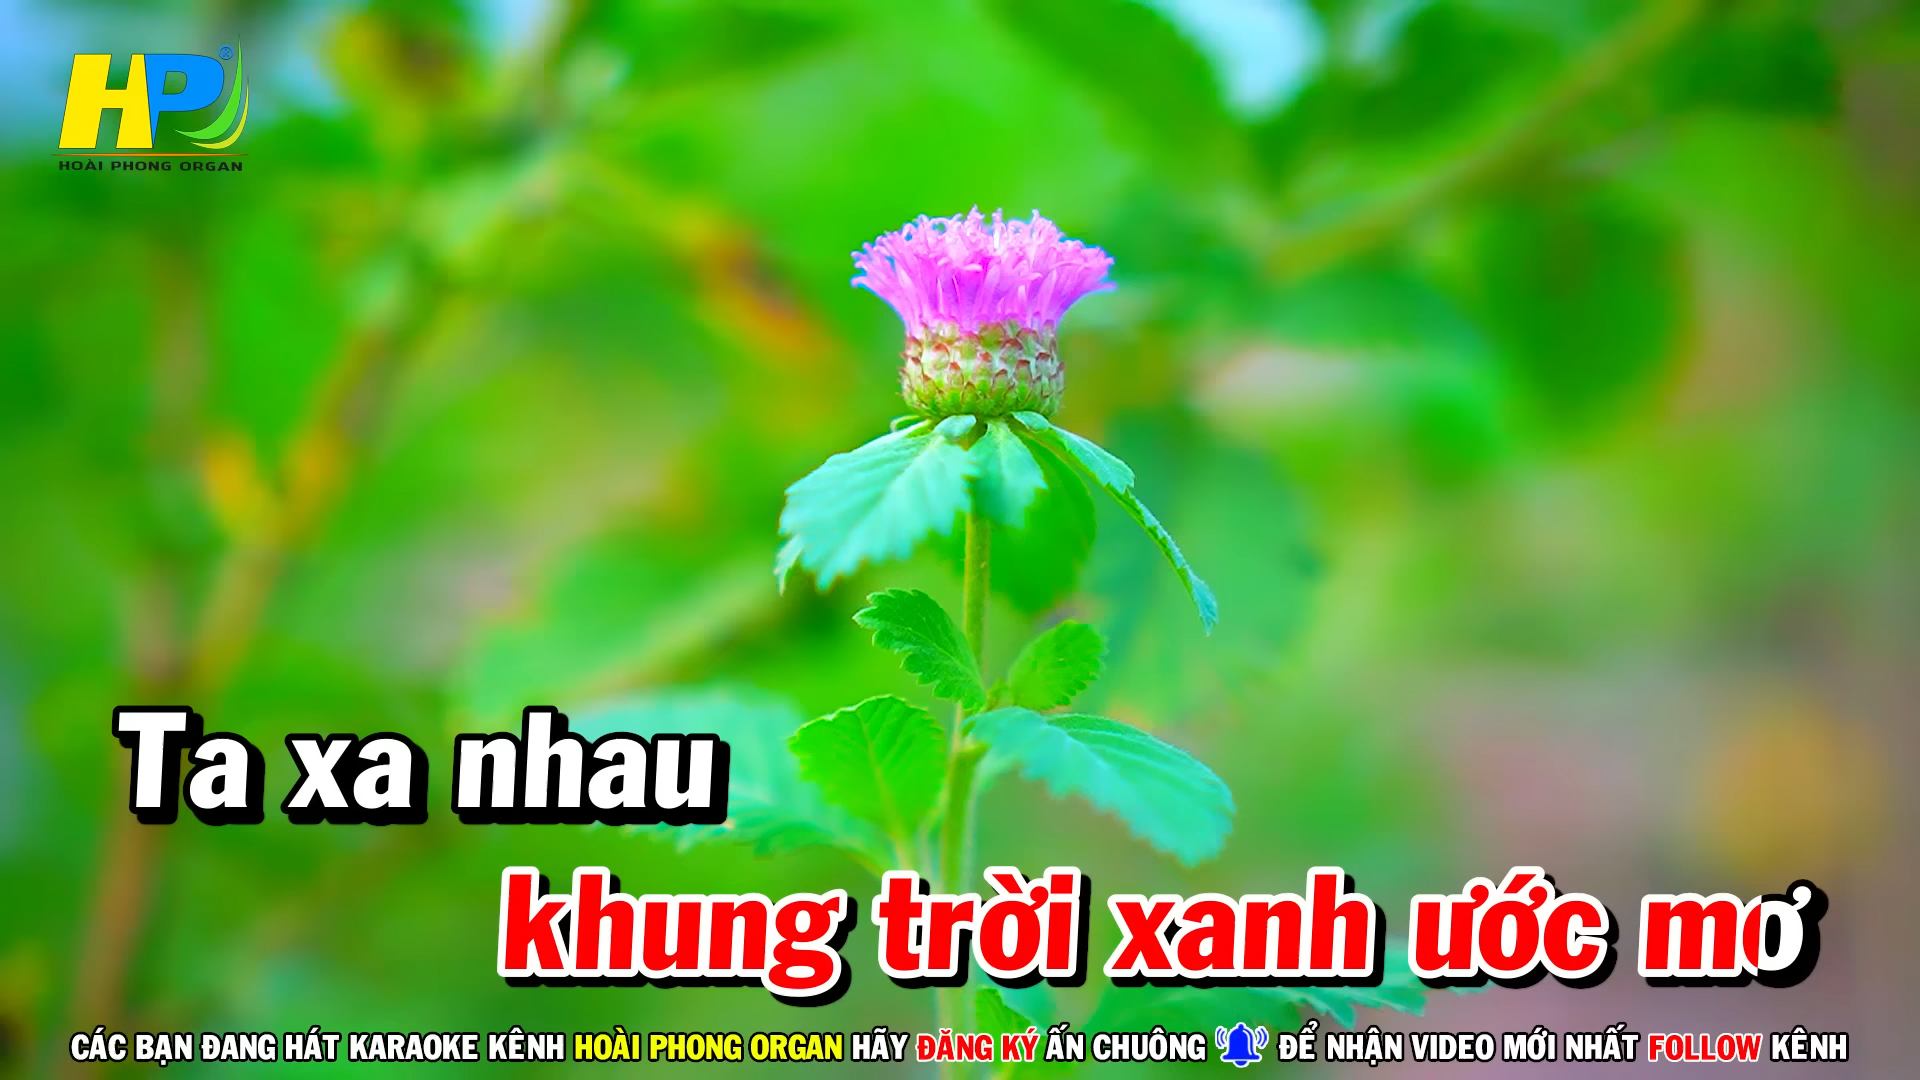 HP®
HOÀI PHONG ORGAN
Ta xa nhau
khung trời xanh ước mơ
CÁC BẠN ĐANG HÁT KARAOKE KÊNH HOÀI PHONG ORGAN HÃY ĐĂNG KÝ ẤN CHUÔNG ĐỂ NHẬN VIDEO MỚI NHẤT FOLLOW KÊNH